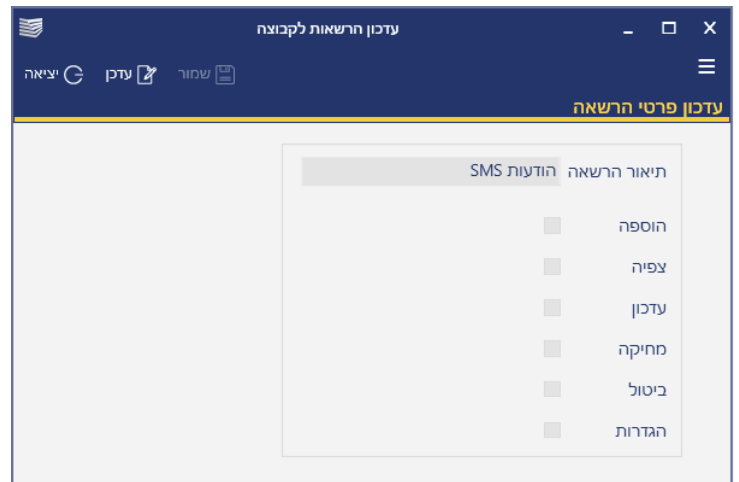 עדכון הרשאות לקבוצה
שמור עדכן יציאה
עדכון פרטי הרשאה
תיאור הרשאה הודעות SMS
הוספה
צפיה
עדכון
מחיקה
ביטול
הגדרות